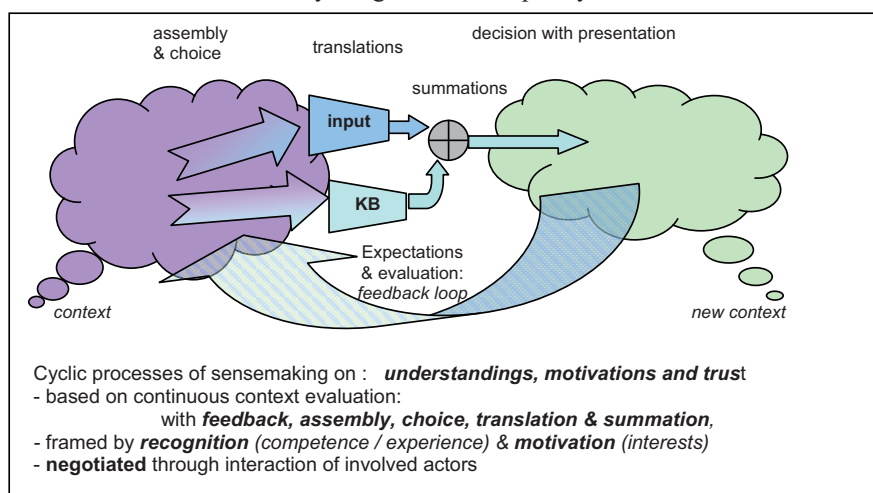 assembly
& choice
translations
decision with presentation
summations
input
KB
Expectations
& evaluation:
feedback loop
context
new context
Cyclic processes of sensemaking on : understandings, motivations and trust
- based on continuous context evaluation:
with feedback, assembly, choice, translation & summation,
- framed by recognition (competence / experience) & motivation (interests)
- negotiated through interaction of involved actors